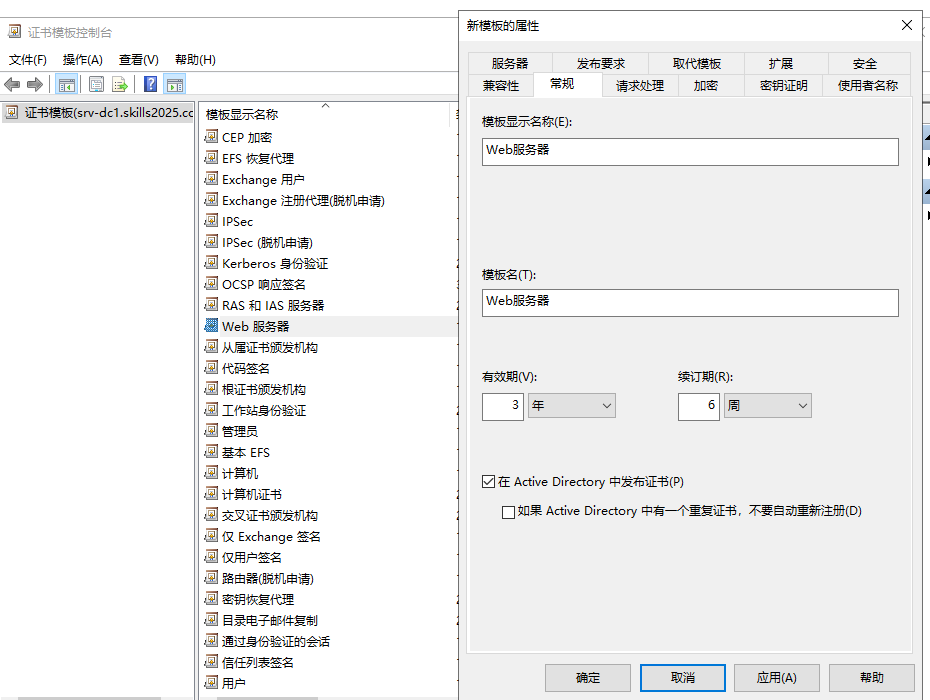 证书模板控制台
文件(F) 操作(A) 查看(V) 帮助(H)
证书模板(srv-dc1.skills2025.cc
模板显示名称
CEP 加密
EFS 恢复代理
Exchange 用户
Exchange 注册代理(脱机申请)
IPSec
IPSec (脱机申请)
Kerberos 身份验证
OCSP 响应签名
RAS 和 IAS 服务器
Web 服务器
从属证书颁发机构
代码签名
根证书颁发机构
工作站身份验证
管理员
基本 EFS
计算机
计算机证书
交叉证书颁发机构
仅 Exchange 签名
仅用户签名
路由器(脱机申请)
密钥恢复代理
目录电子邮件复制
通过身份验证的会话
信任列表签名
用户
新模板的属性
服务器 发布要求 取代模板 扩展 安全
兼容性 常规 请求处理 加密 密钥证明 使用者名称
模板显示名称(E):
Web服务器
模板名(T):
Web服务器
有效期(V): 续订期(R):
3 年 6 周
在 Active Directory 中发布证书(P)
如果 Active Directory 中有一个重复证书，不要自动重新注册(D)
确定 取消 应用(A) 帮助